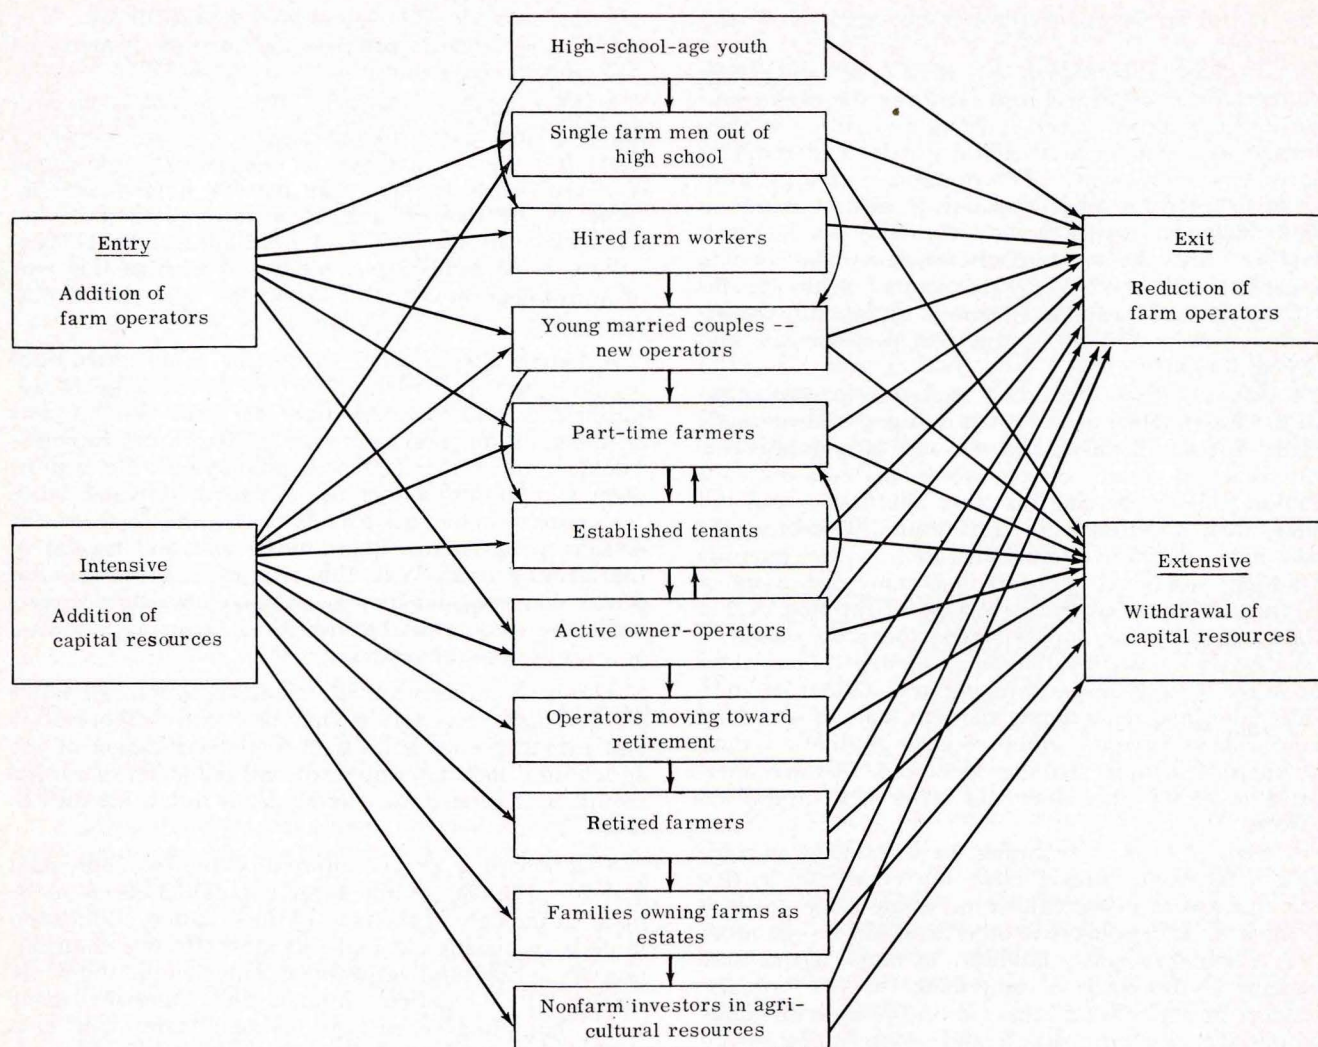 High-school-age youth
Single farm men out of
high school
Hired farm workers
Young married couples --
new operators
Part-time farmers
Established tenants
Active owner-operators
Operators moving toward
retirement
Retired farmers
Families owning farms as
estates
Nonfarm investors in agri-
cultural resources
Entry
Addition of
farm operators
Intensive
Addition of
capital resources
Exit
Reduction of
farm operators
Extensive
Withdrawal of
capital resources